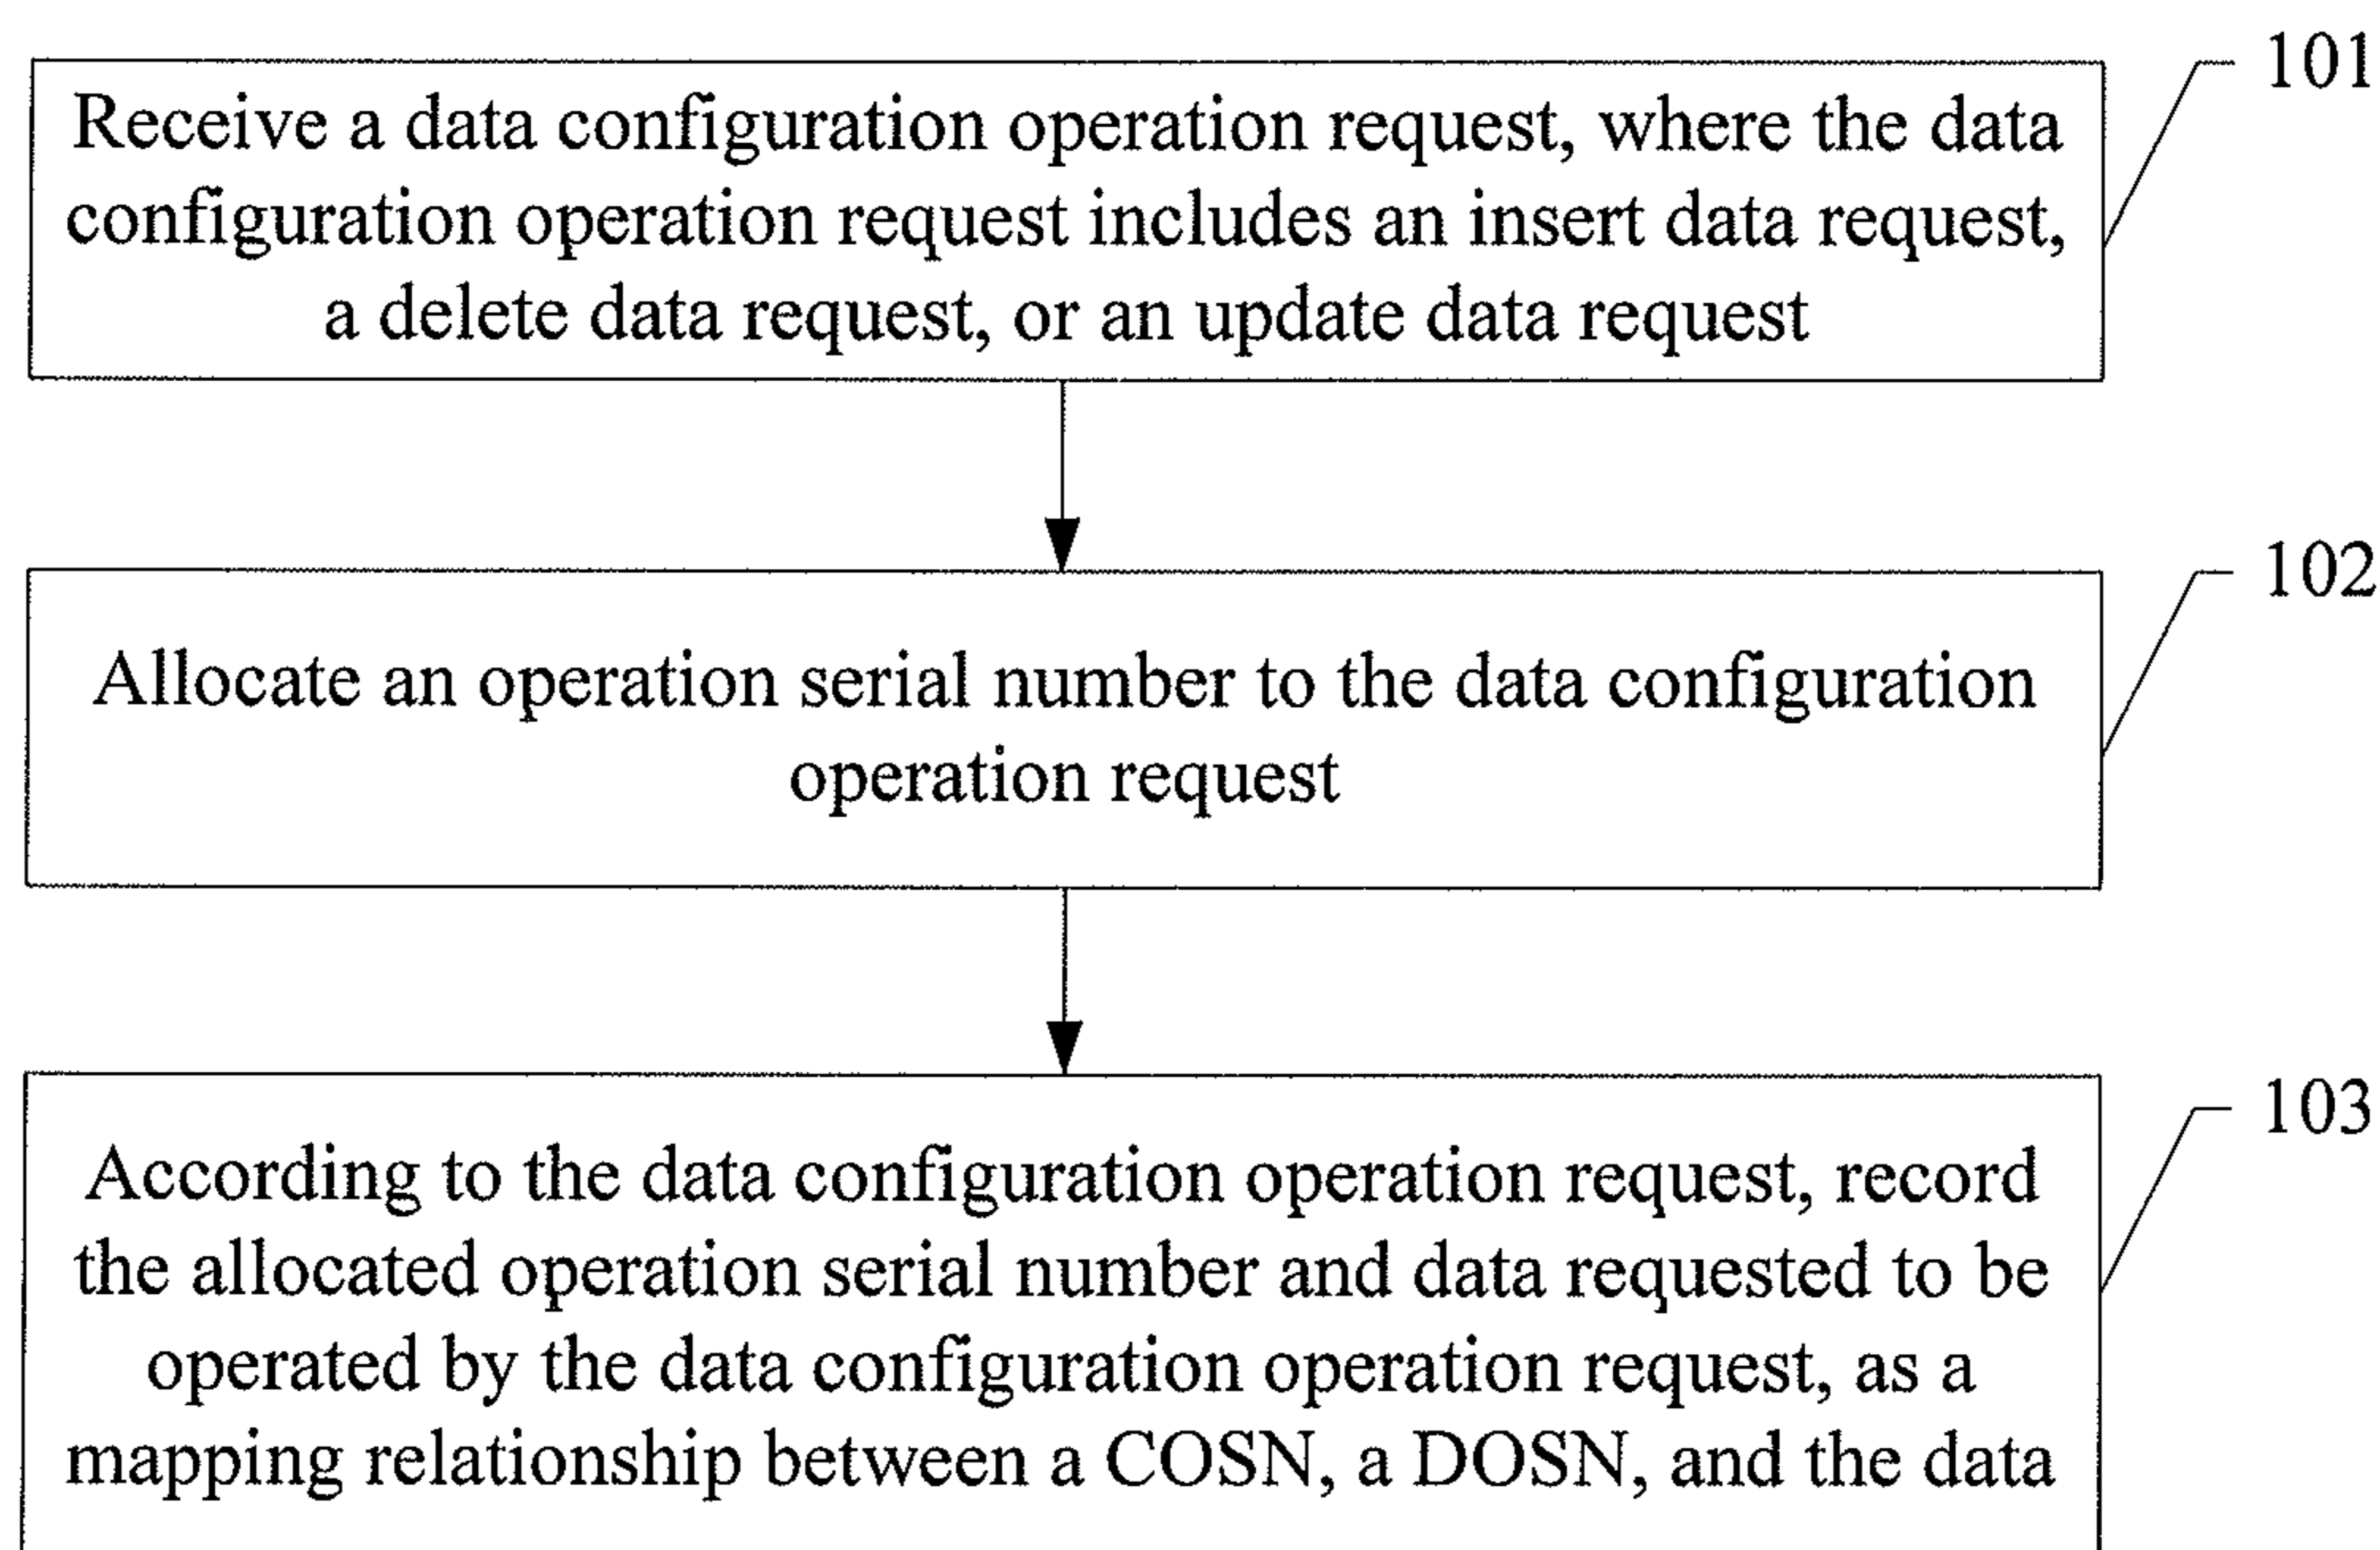 101
Receive a data configuration operation request, where the data
configuration operation request includes an insert data request,
a delete data request, or an update data request
102
Allocate an operation serial number to the data configuration
operation request
103
According to the data configuration operation request, record
the allocated operation serial number and data requested to be
operated by the data configuration operation request, as a
mapping relationship between a COSN, a DOSN, and the data